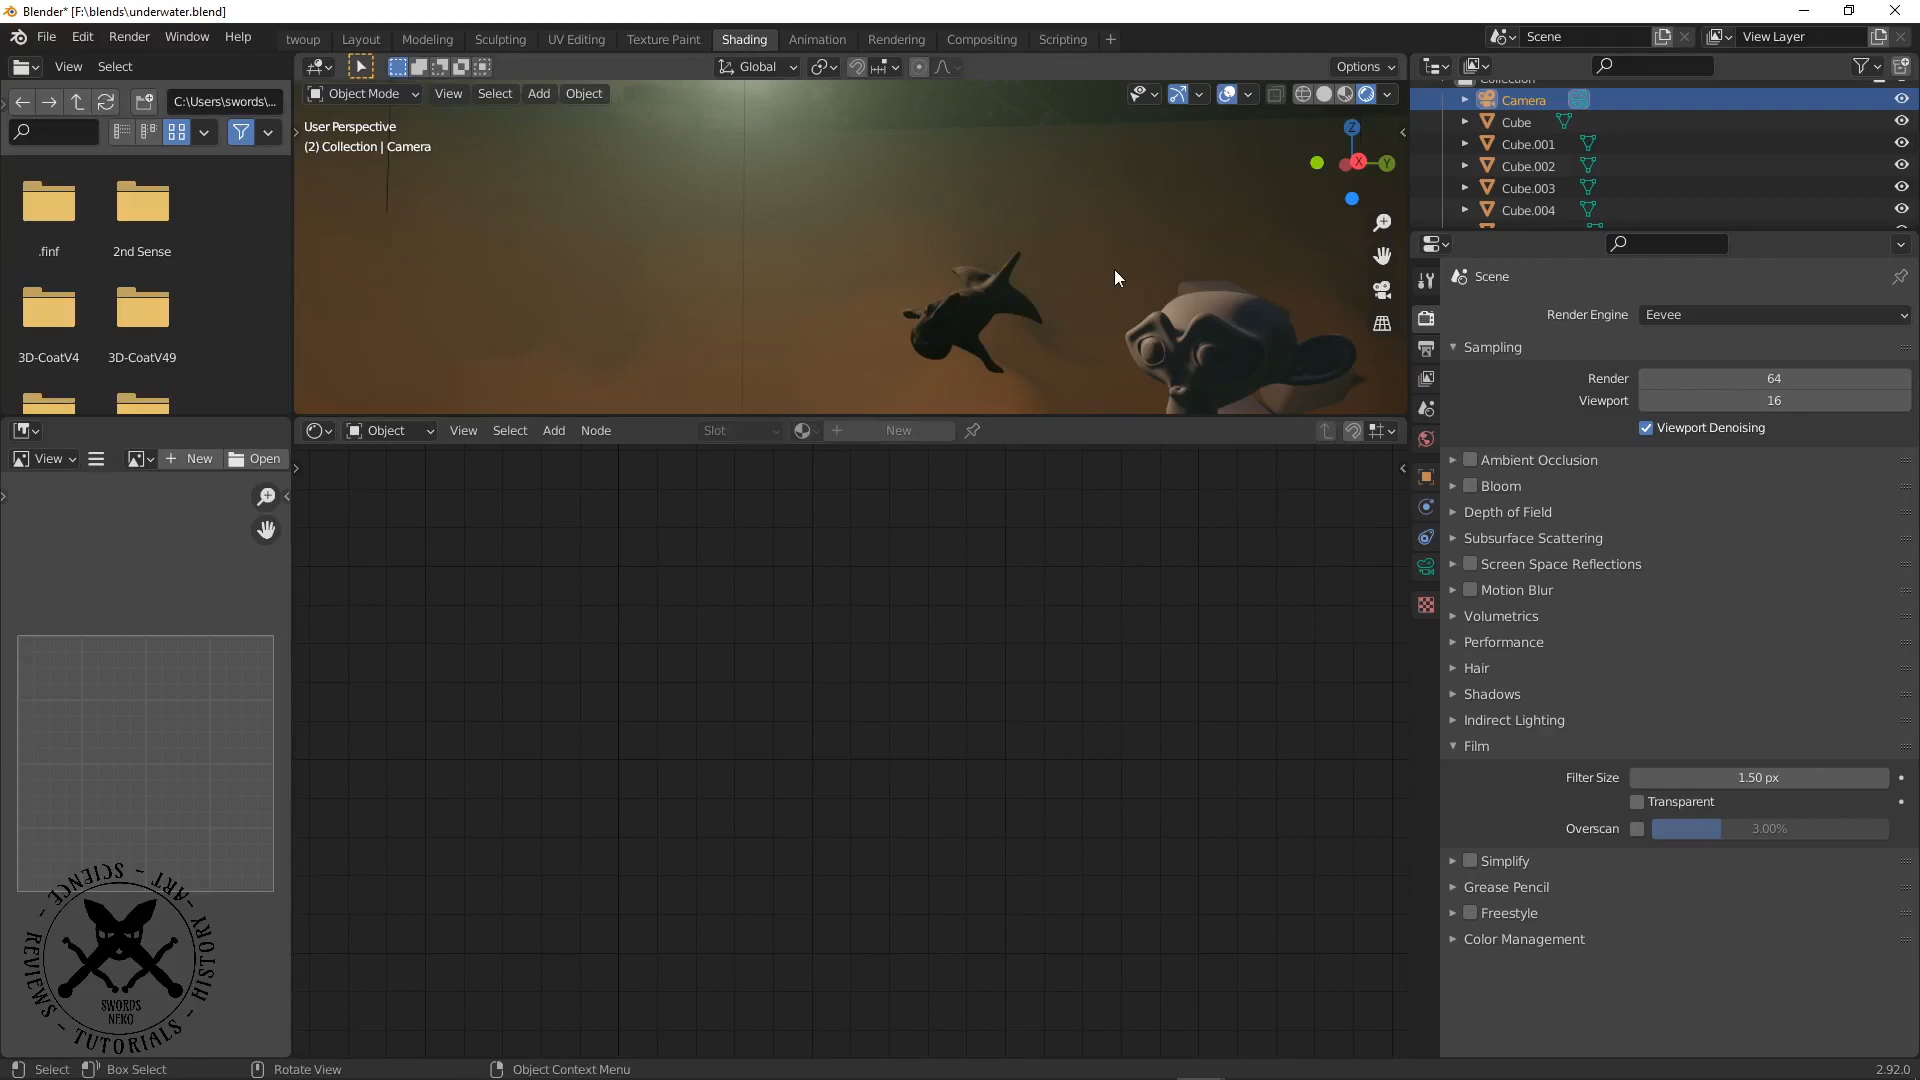 Blender* [F:\blends\underwater.blend]
File Edit Render Window Help
twoup Layout Modeling Sculpting UV Editing Texture Paint Shading Animation Rendering Compositing Scripting
Scene
View Layer
View Select
Global
Options
C:\Users\swords\...
Object Mode View Select Add Object
User Perspective
(2) Collection | Camera
Z
X
Y
.finf
2nd Sense
3D-CoatV4
3D-CoatV49
Collection
Camera
Cube
Cube.001
Cube.002
Cube.003
Cube.004
Scene
Render Engine Eevee
Sampling
Render 64
Viewport 16
Viewport Denoising
Ambient Occlusion
Bloom
Depth of Field
Subsurface Scattering
Screen Space Reflections
Motion Blur
Volumetrics
Performance
Hair
Shadows
Indirect Lighting
Film
Filter Size 1.50 px
Transparent
Overscan 3.00%
Simplify
Grease Pencil
Freestyle
Color Management
Object View Select Add Node Slot New
View New Open
REVIEWS - SCIENCE - ART - HISTORY - TUTORIALS -
SWORDS
NEKO
Select Box Select Rotate View Object Context Menu
2.92.0